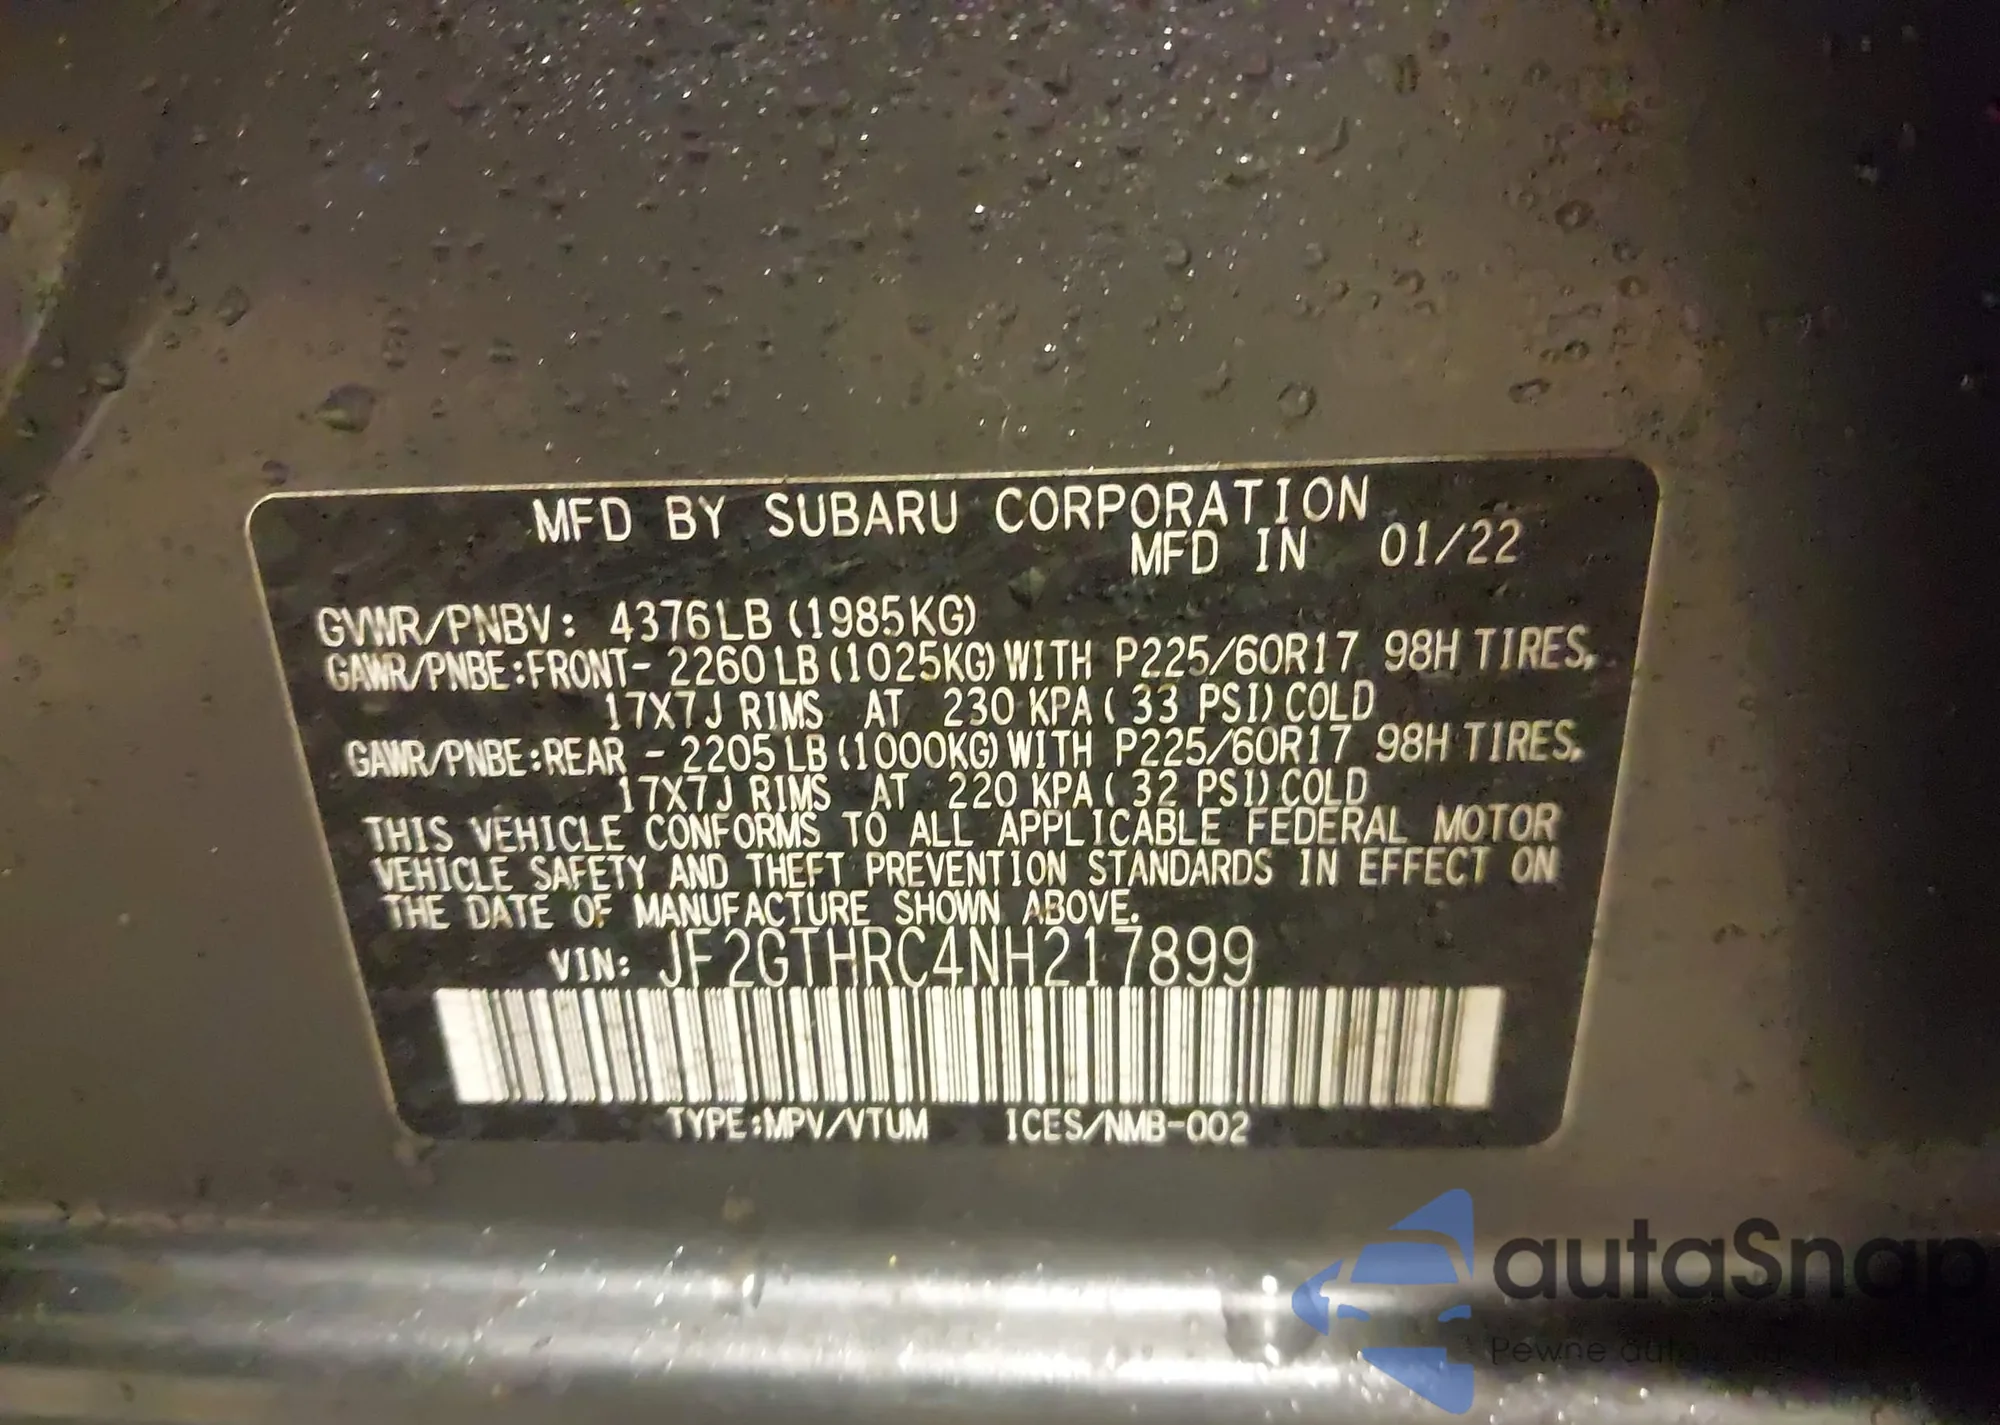 MFD BY SUBARU CORPORATION
MFD IN 01/22
GVWR/PNBV: 4376LB (1985KG)
GAWR/PNBE:FRONT- 2260LB (1025KG) WITH P225/60R17 98H TIRES,
17X7J RIMS AT 230 KPA ( 33 PSI) COLD
GAWR/PNBE:REAR - 2205LB (1000KG) WITH P225/60R17 98H TIRES,
17X7J RIMS AT 220 KPA ( 32 PSI) COLD
THIS VEHICLE CONFORMS TO ALL APPLICABLE FEDERAL MOTOR
VEHICLE SAFETY AND THEFT PREVENTION STANDARDS IN EFFECT ON
THE DATE OF MANUFACTURE SHOWN ABOVE.
VIN: JF2GTHRC4NH217899
TYPE:MPV/VTUM ICES/NMB-002
autaSnap
Pewne auta